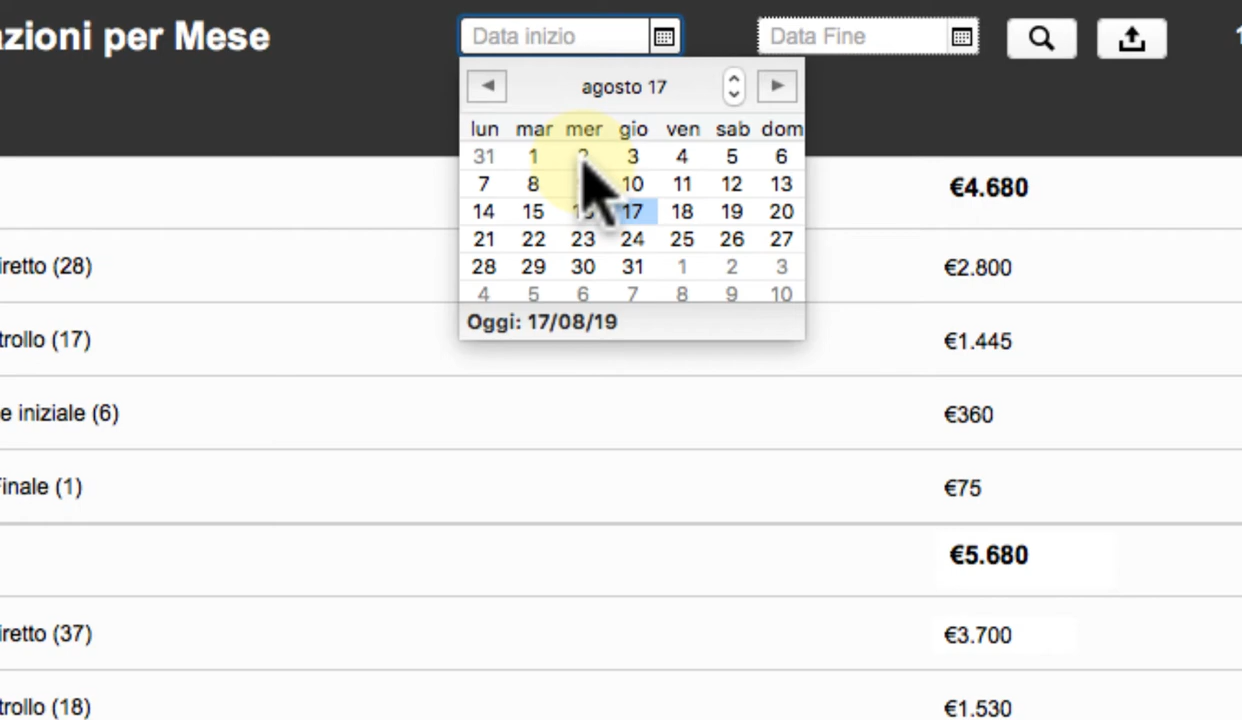 azioni per Mese
Data inizio
Data Fine
agosto 17
lun mar mer gio ven sab dom
31 1 2 3 4 5 6
7 8 10 11 12 13
14 15 16 17 18 19 20
21 22 23 24 25 26 27
28 29 30 31 1 2 3
4 5 6 7 8 9 10
Oggi: 17/08/19
€4.680
iretto (28) €2.800
trollo (17) €1.445
e iniziale (6) €360
Finale (1) €75
€5.680
iretto (37) €3.700
trollo (18) €1.530